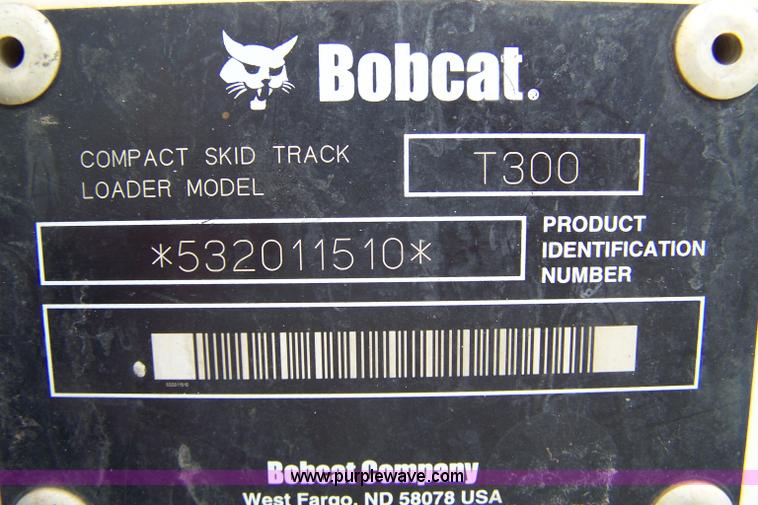 Bobcat®
COMPACT SKID TRACK
LOADER MODEL
T300
*532011510*
PRODUCT
IDENTIFICATION
NUMBER
532011510
Bobcat Company
www.purplewave.com
West Fargo, ND 58078 USA